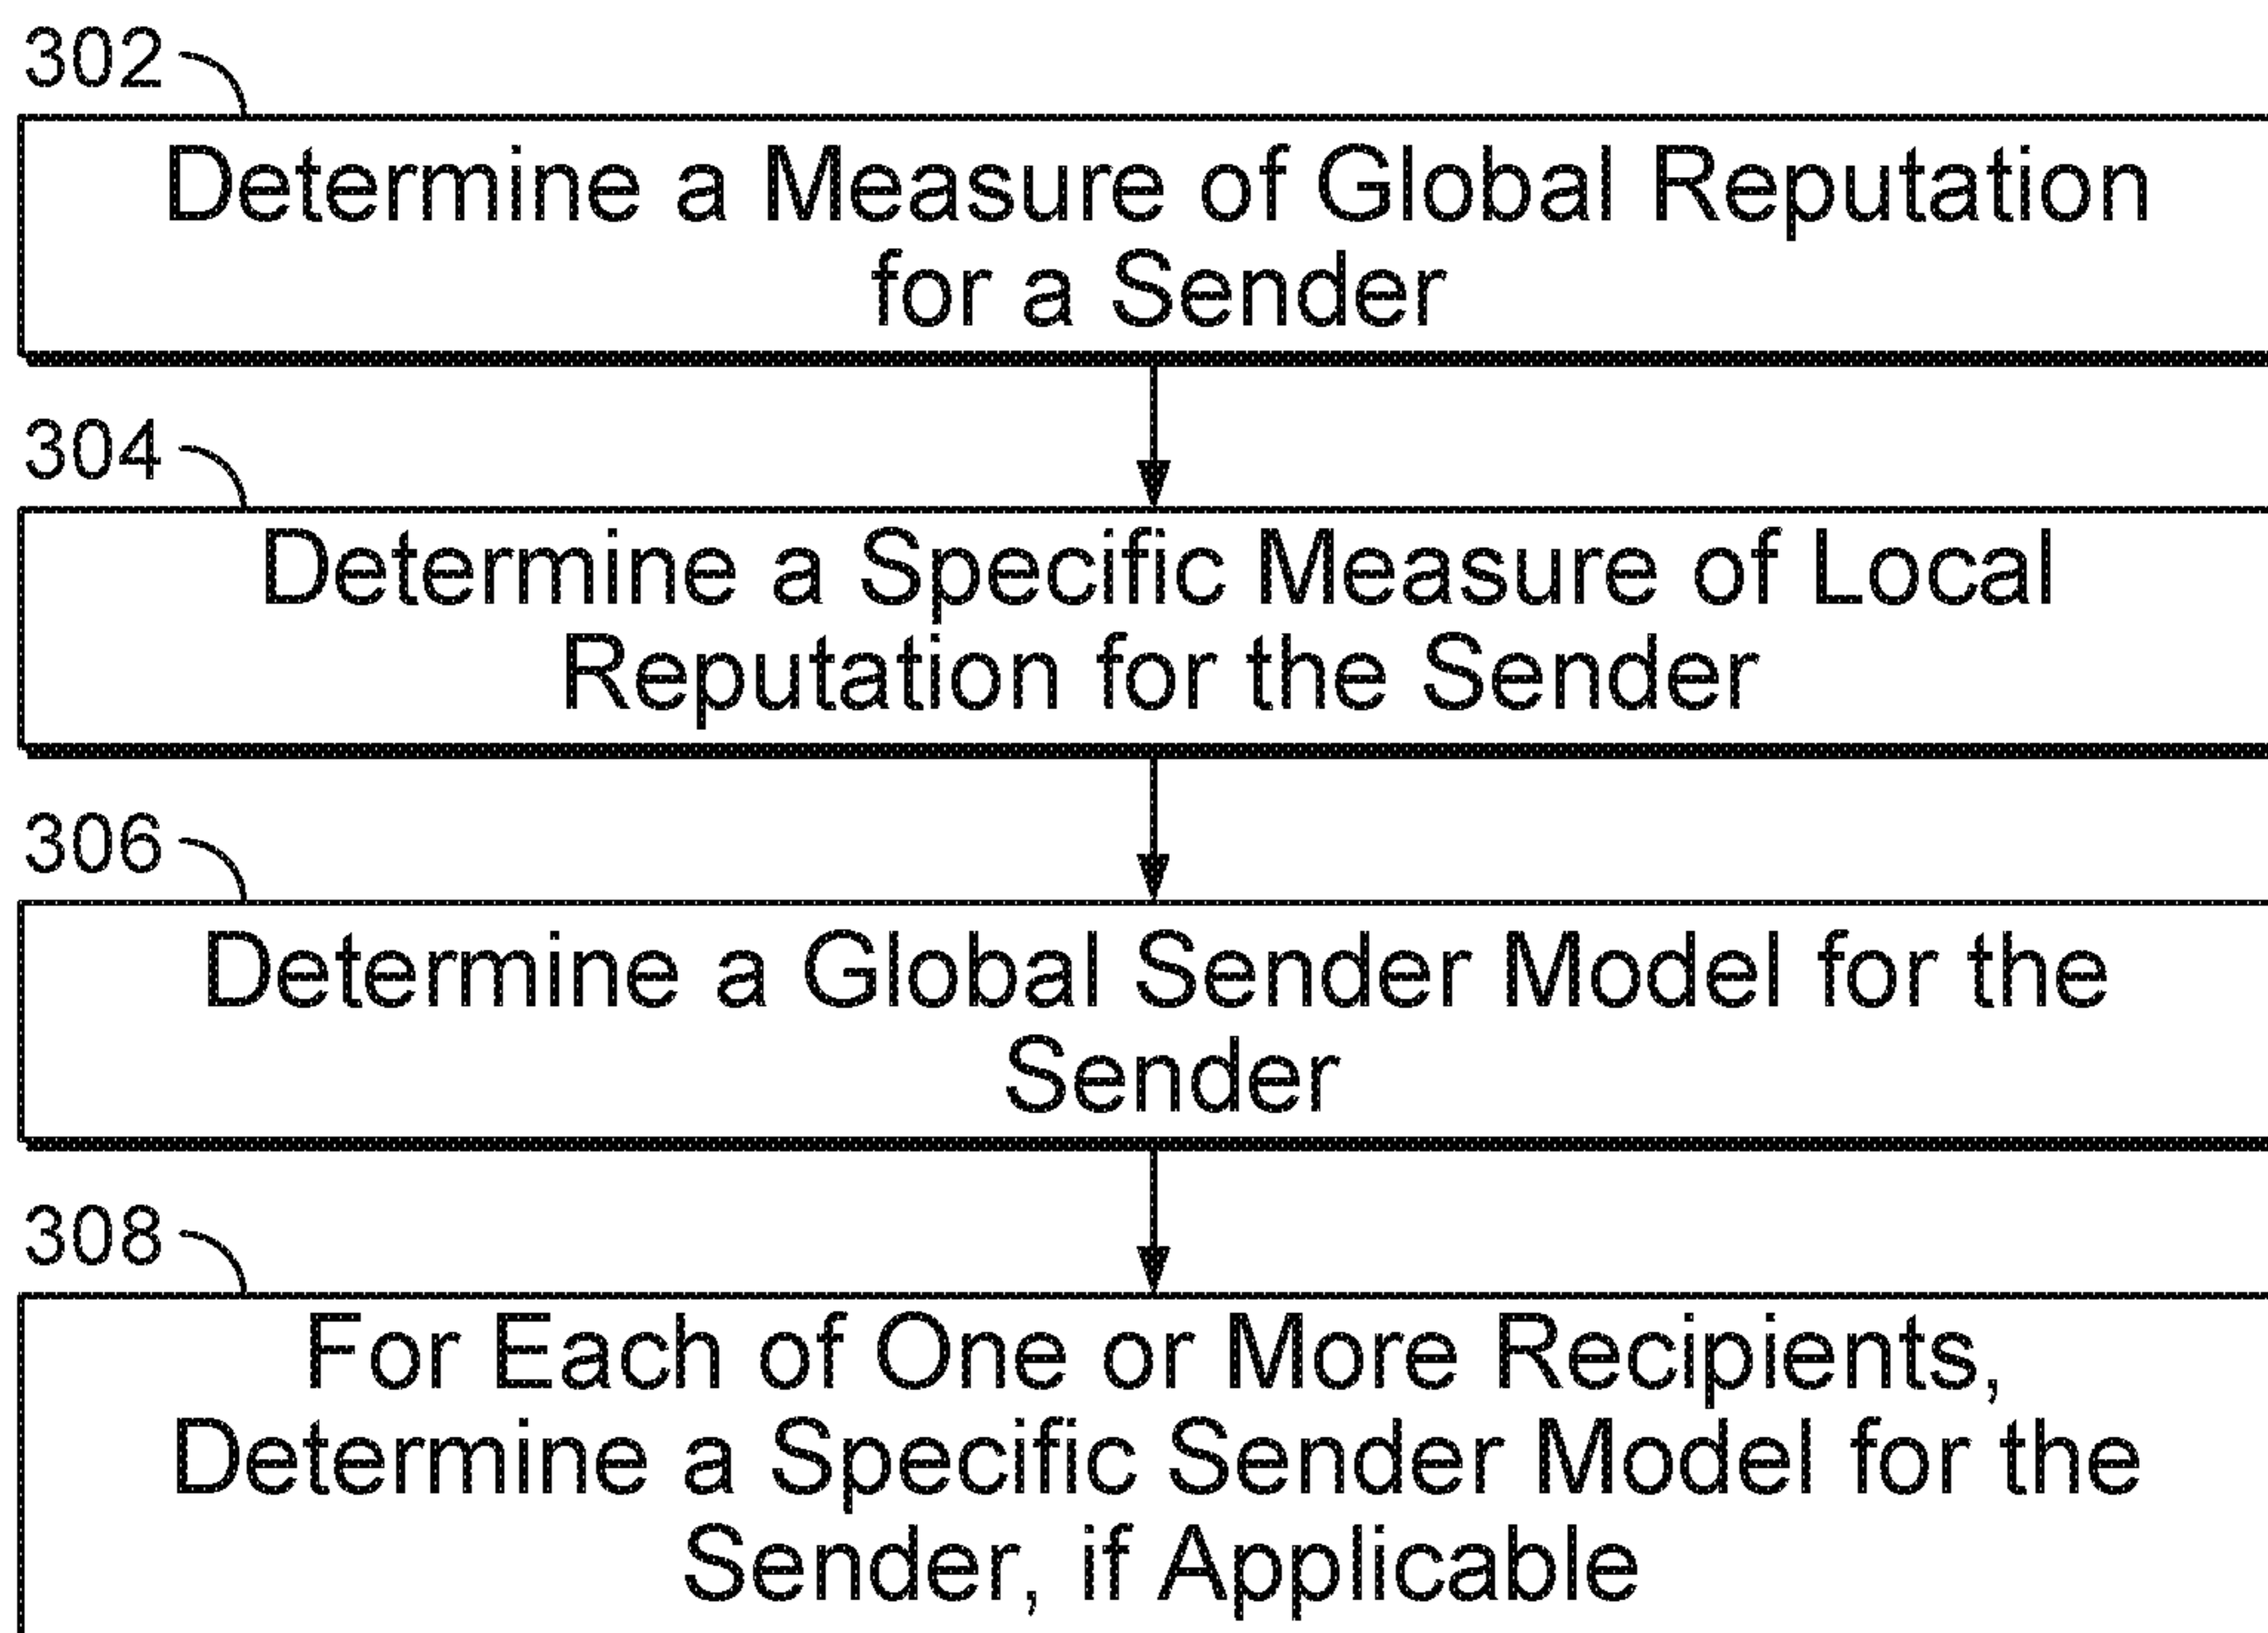 302
Determine a Measure of Global Reputation
for a Sender
304
Determine a Specific Measure of Local
Reputation for the Sender
306
Determine a Global Sender Model for the
Sender
308
For Each of One or More Recipients,
Determine a Specific Sender Model for the
Sender, if Applicable